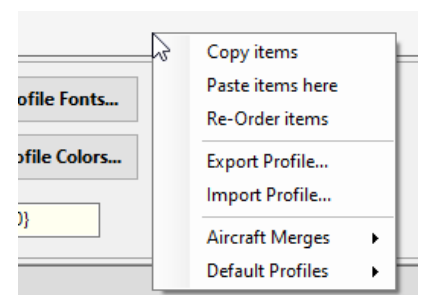 Copy items
Paste items here
ofile Fonts...
Re-Order items
ofile Colors...
Export Profile...
Import Profile...
0}
Aircraft Merges
Default Profiles